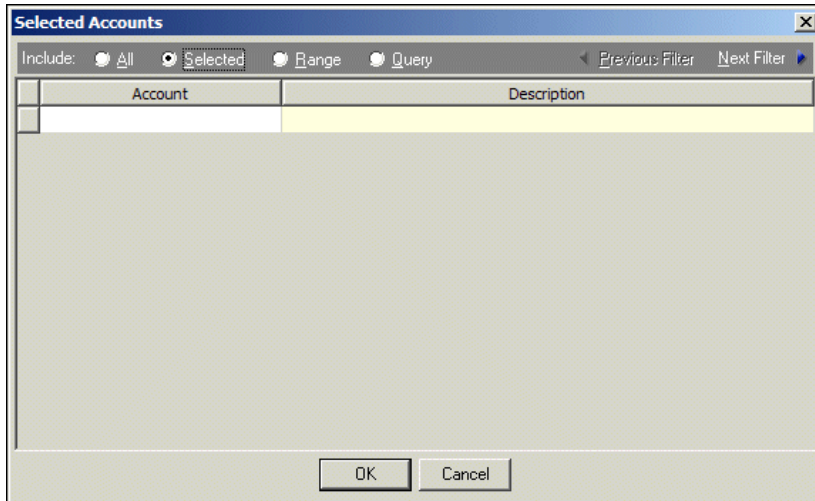 Selected Accounts
Include: All Selected Range Query Previous Filter Next Filter
Account Description
OK Cancel